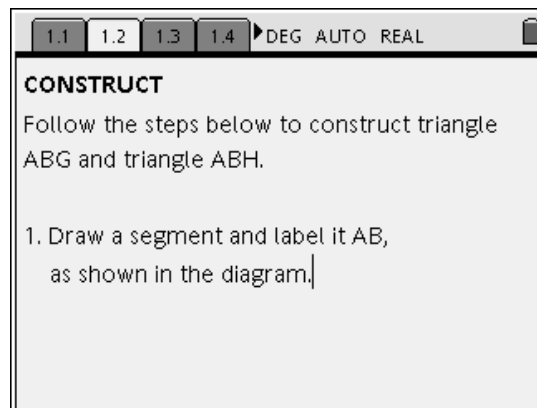 1.1 1.2 1.3 1.4 DEG AUTO REAL
CONSTRUCT
Follow the steps below to construct triangle
ABG and triangle ABH.
1. Draw a segment and label it AB,
as shown in the diagram.